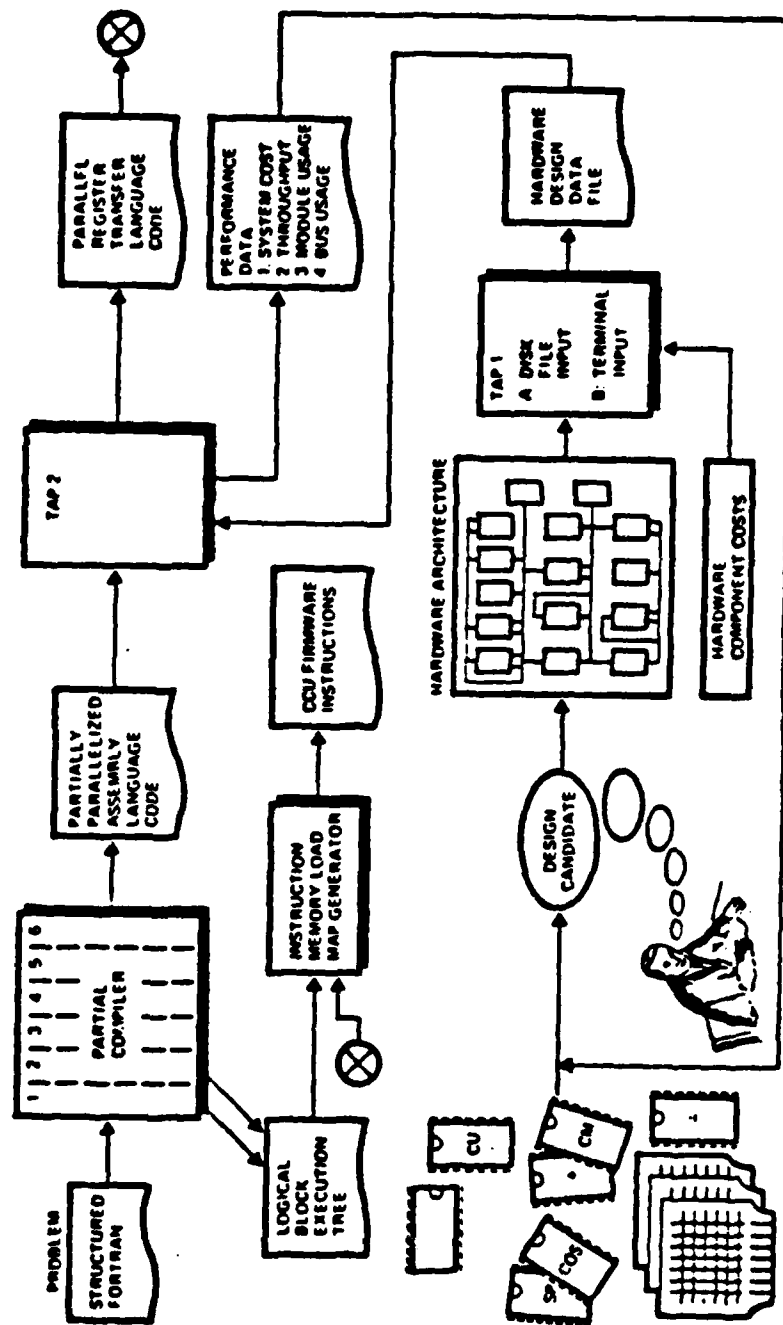 PROBLEM
STRUCTURED
FORTRAN
1 2 3 4 5 6
PARTIAL
COMPILER
PARTIALLY
PARALLELIZED
ASSEMBLY
LANGUAGE
CODE
TAP 2
PARALLEL
REGISTER
TRANSFER
LANGUAGE
CODE
LOGICAL
BLOCK
EXECUTION
TREE
INSTRUCTION
MEMORY LOAD
MAP GENERATOR
CCU FIRMWARE
INSTRUCTIONS
PERFORMANCE
DATA
1. SYSTEM COST
2 THROUGHPUT
3 MODULE USAGE
4 BUS USAGE
CU
SP
COS
CM
DESIGN
CANDIDATE
HARDWARE ARCHITECTURE
TAP 1
A DISK
FILE
INPUT
B: TERMINAL
INPUT
HARDWARE
DESIGN
DATA
FILE
HARDWARE
COMPONENT COSTS